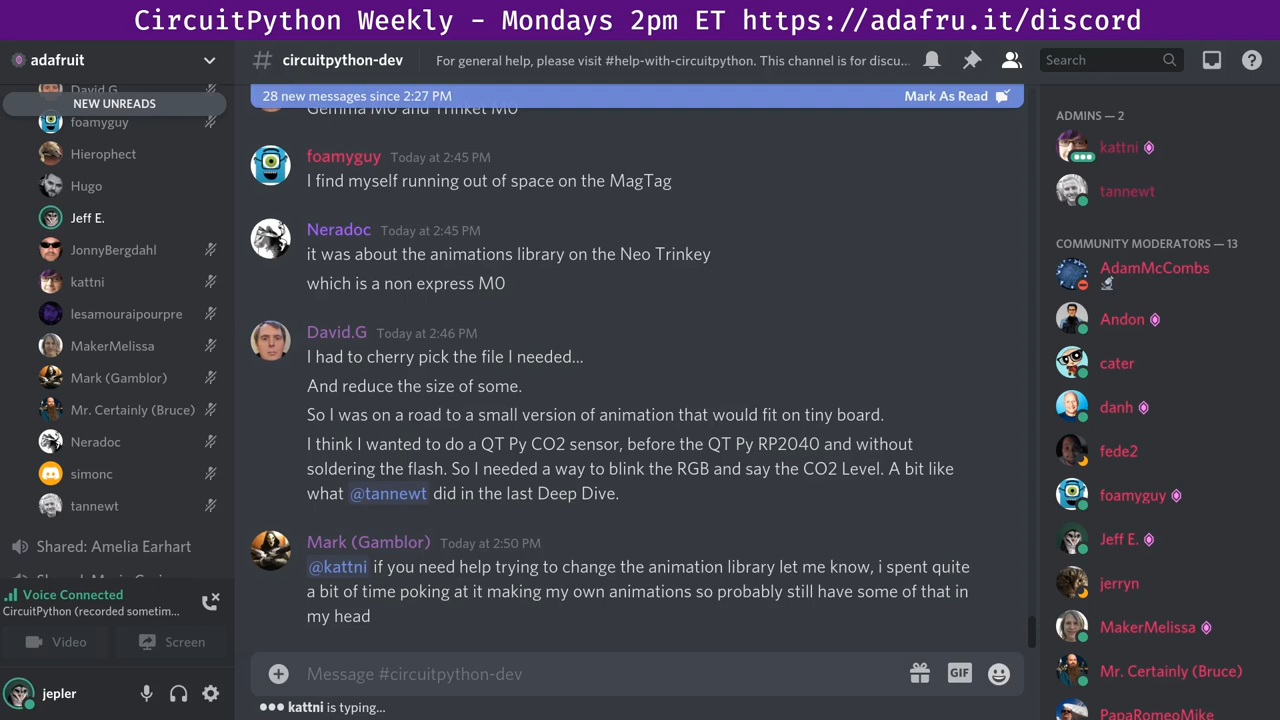 CircuitPython Weekly - Mondays 2pm ET https://adafru.it/discord
adafruit
David G
NEW UNREADS
foamyguy
Hierophect
Hugo
Jeff E.
JonnyBergdahl
kattni
lesamouraipourpre
MakerMelissa
Mark (Gamblor)
Mr. Certainly (Bruce)
Neradoc
simonc
tannewt
Shared: Amelia Earhart
Voice Connected
CircuitPython (recorded sometim...
Video
Screen
jepler
# circuitpython-dev
For general help, please visit #help-with-circuitpython. This channel is for discu...
28 new messages since 2:27 PM
Mark As Read
Gemma M0 and Trinket M0
foamyguy Today at 2:45 PM
I find myself running out of space on the MagTag
Neradoc Today at 2:45 PM
it was about the animations library on the Neo Trinkey
which is a non express M0
David.G Today at 2:46 PM
I had to cherry pick the file I needed...
And reduce the size of some.
So I was on a road to a small version of animation that would fit on tiny board.
I think I wanted to do a QT Py CO2 sensor, before the QT Py RP2040 and without
soldering the flash. So I needed a way to blink the RGB and say the CO2 Level. A bit like
what @tannewt did in the last Deep Dive.
Mark (Gamblor) Today at 2:50 PM
@kattni if you need help trying to change the animation library let me know, i spent quite
a bit of time poking at it making my own animations so probably still have some of that in
my head
Message #circuitpython-dev
GIF
kattni is typing...
Search
ADMINS — 2
kattni
tannewt
COMMUNITY MODERATORS — 13
AdamMcCombs
Andon
cater
danh
fede2
foamyguy
Jeff E.
jerryn
MakerMelissa
Mr. Certainly (Bruce)
PapaRomeoMike